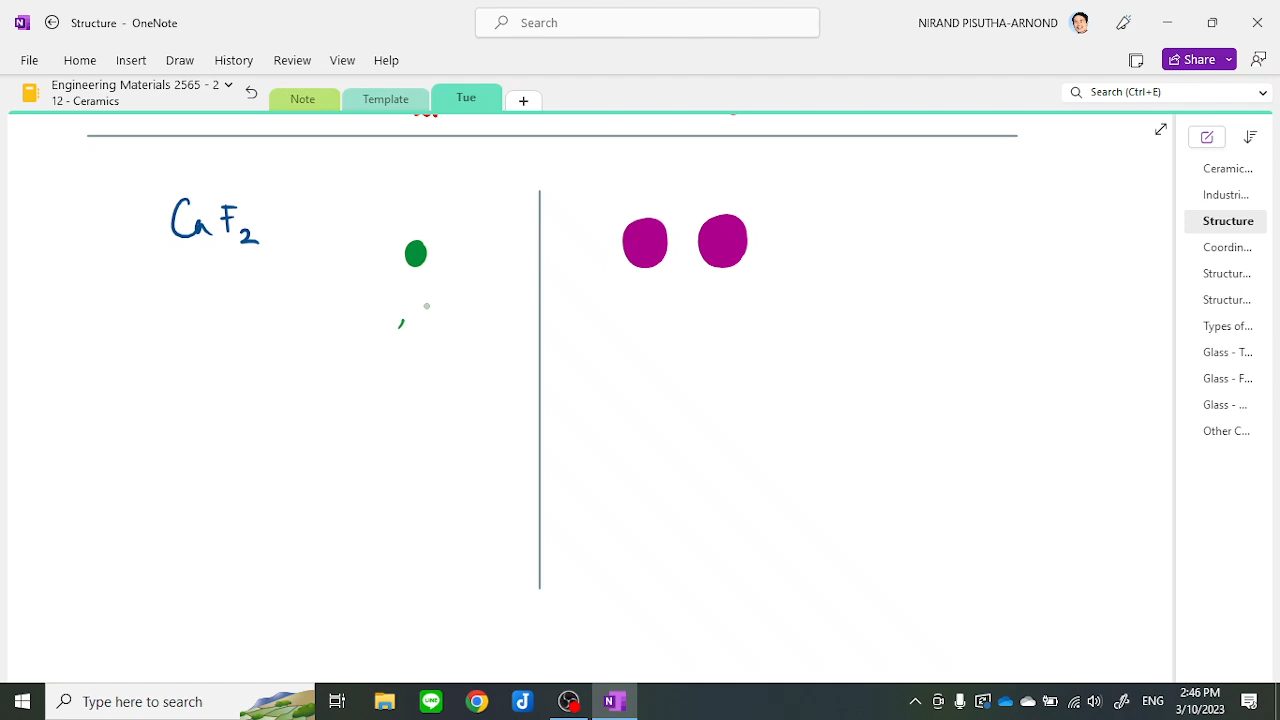 Structure - OneNote
Search
NIRAND PISUTHA-ARNOND
File Home Insert Draw History Review View Help
Share
Engineering Materials 2565 - 2
12 - Ceramics
Note
Template
Tue
+
Search (Ctrl+E)
CaF2
Ceramic...
Industri...
Structure
Coordin...
Structur...
Structur...
Types of...
Glass - T...
Glass - F...
Glass - ...
Other C...
Type here to search
LINE
ENG
2:46 PM
3/10/2023